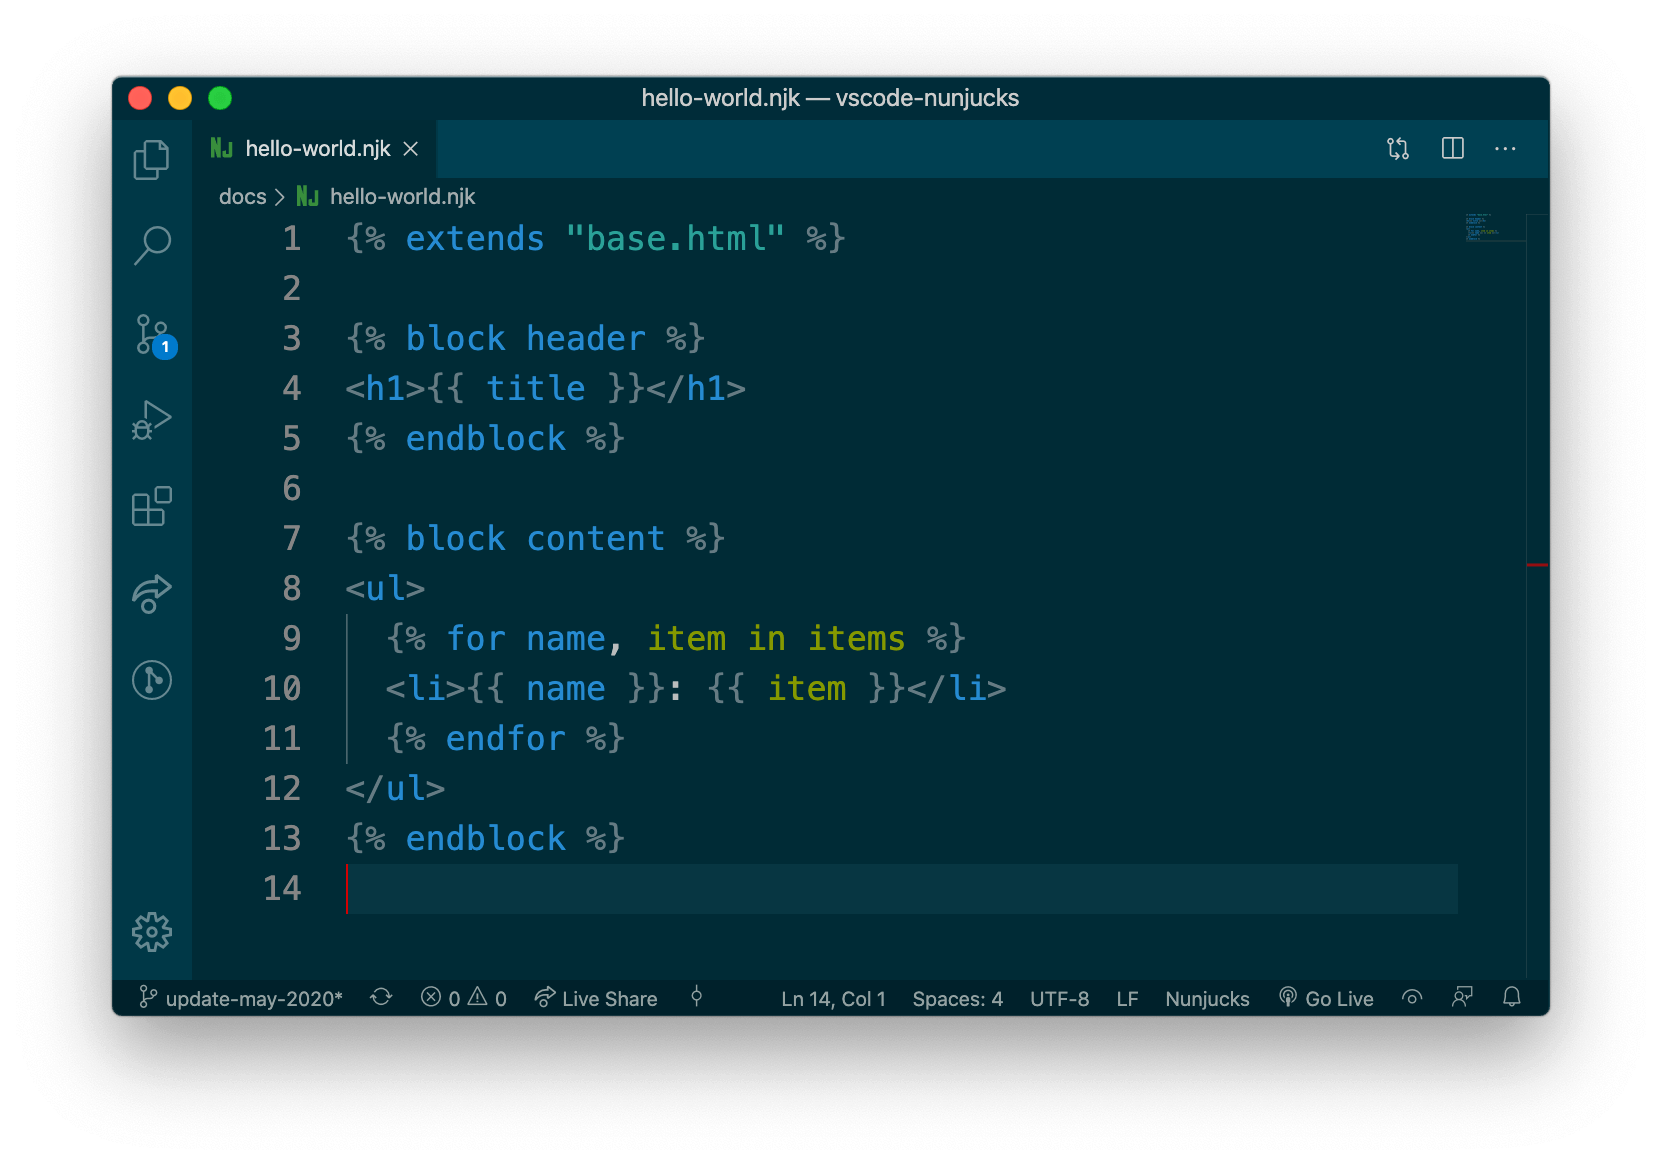 hello-world.njk — vscode-nunjucks
NJ hello-world.njk
docs > NJ hello-world.njk
1 {% extends "base.html" %}
2
3 {% block header %}
4 <h1>{{ title }}</h1>
5 {% endblock %}
6
7 {% block content %}
8 <ul>
9   {% for name, item in items %}
10   <li>{{ name }}: {{ item }}</li>
11   {% endfor %}
12 </ul>
13 {% endblock %}
14
1
update-may-2020* 0 0 Live Share Ln 14, Col 1 Spaces: 4 UTF-8 LF Nunjucks Go Live